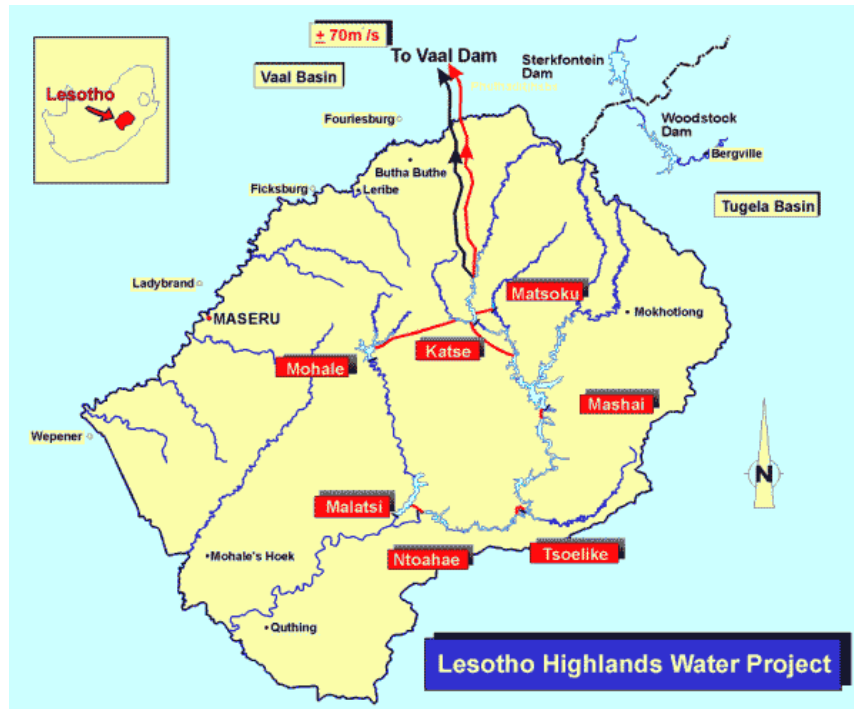 ± 70m /s
To Vaal Dam
Sterkfontein
Dam
Vaal Basin
Lesotho
Fouriesburg
Woodstock
Dam
Bergville
Butha Buthe
Ficksburg
Leribe
Tugela Basin
Ladybrand
Matsoku
MASERU
Mokhotlong
Katse
Mohale
Mashai
Wepener
N
Malatsi
Mohale's Hoek
Ntoahae
Tsoelike
Quthing
Lesotho Highlands Water Project